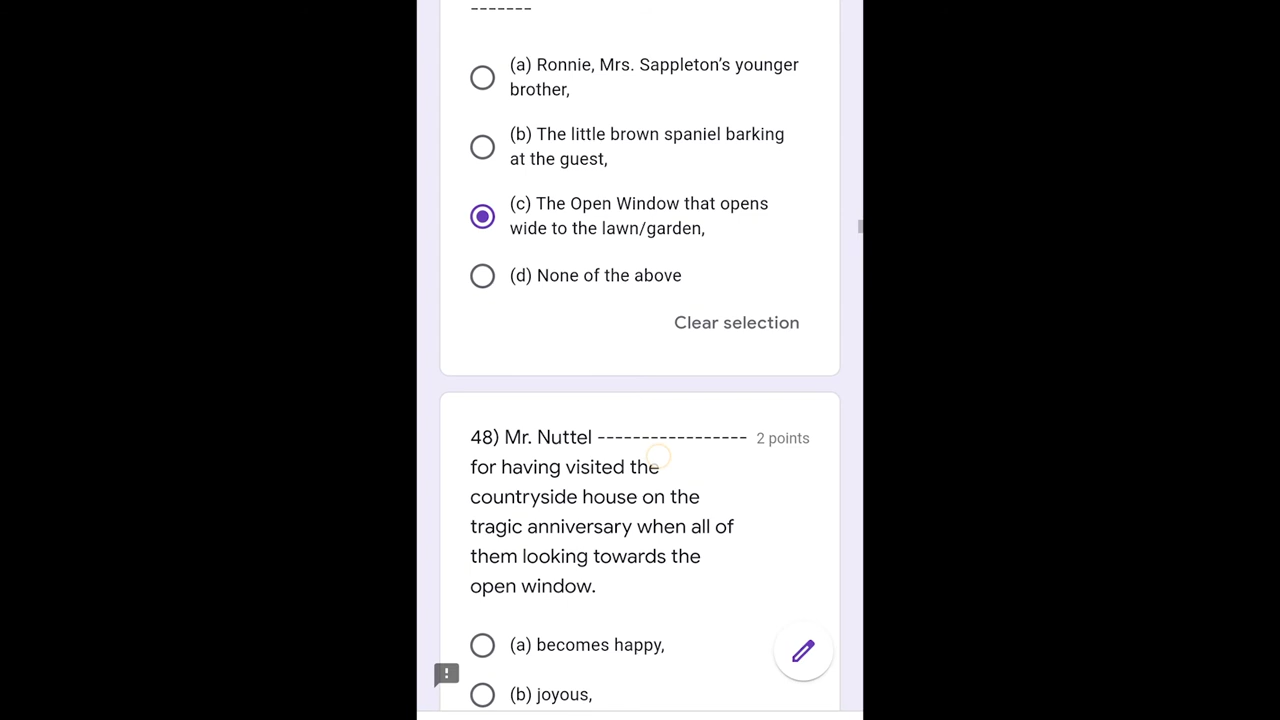 -------
(a) Ronnie, Mrs. Sappleton’s younger
brother,
(b) The little brown spaniel barking
at the guest,
(c) The Open Window that opens
wide to the lawn/garden,
(d) None of the above
Clear selection
48) Mr. Nuttel ----------------- 2 points
for having visited the
countryside house on the
tragic anniversary when all of
them looking towards the
open window.
(a) becomes happy,
(b) joyous,